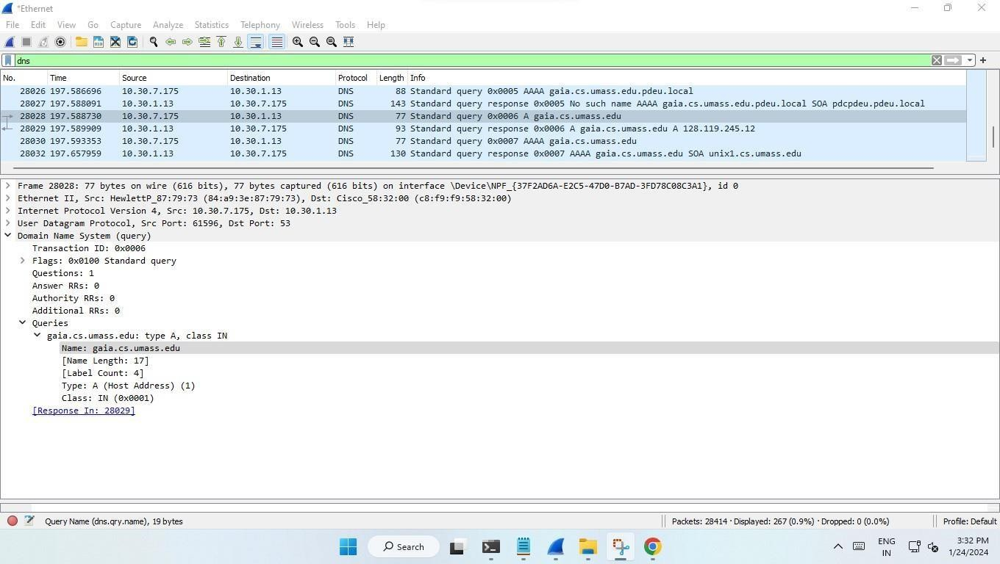 *Ethernet
File Edit View Go Capture Analyze Statistics Telephony Wireless Tools Help
dns
No. Time Source Destination Protocol Length Info
28026 197.586696 10.30.7.175 10.30.1.13 DNS 88 Standard query 0x0005 AAAA gaia.cs.umass.edu.pdeu.local
28027 197.588091 10.30.1.13 10.30.7.175 DNS 143 Standard query response 0x0005 No such name AAAA gaia.cs.umass.edu.pdeu.local SOA pdcpdeu.pdeu.local
28028 197.588730 10.30.7.175 10.30.1.13 DNS 77 Standard query 0x0006 A gaia.cs.umass.edu
28029 197.589909 10.30.1.13 10.30.7.175 DNS 93 Standard query response 0x0006 A gaia.cs.umass.edu A 128.119.245.12
28030 197.593353 10.30.7.175 10.30.1.13 DNS 77 Standard query 0x0007 AAAA gaia.cs.umass.edu
28032 197.657959 10.30.1.13 10.30.7.175 DNS 130 Standard query response 0x0007 AAAA gaia.cs.umass.edu SOA unix1.cs.umass.edu
Frame 28028: 77 bytes on wire (616 bits), 77 bytes captured (616 bits) on interface \Device\NPF_{37F2AD6A-E2C5-47D0-B7AD-3FD78C08C3A1}, id 0
Ethernet II, Src: HewlettP_87:79:73 (84:a9:3e:87:79:73), Dst: Cisco_58:32:00 (c8:f9:f9:58:32:00)
Internet Protocol Version 4, Src: 10.30.7.175, Dst: 10.30.1.13
User Datagram Protocol, Src Port: 61596, Dst Port: 53
Domain Name System (query)
Transaction ID: 0x0006
Flags: 0x0100 Standard query
Questions: 1
Answer RRs: 0
Authority RRs: 0
Additional RRs: 0
Queries
gaia.cs.umass.edu: type A, class IN
Name: gaia.cs.umass.edu
[Name Length: 17]
[Label Count: 4]
Type: A (Host Address) (1)
Class: IN (0x0001)
[Response In: 28029]
Query Name (dns.qry.name), 19 bytes Packets: 28414 · Displayed: 267 (0.9%) · Dropped: 0 (0.0%) Profile: Default
Search ENG 3:32 PM
IN 1/24/2024